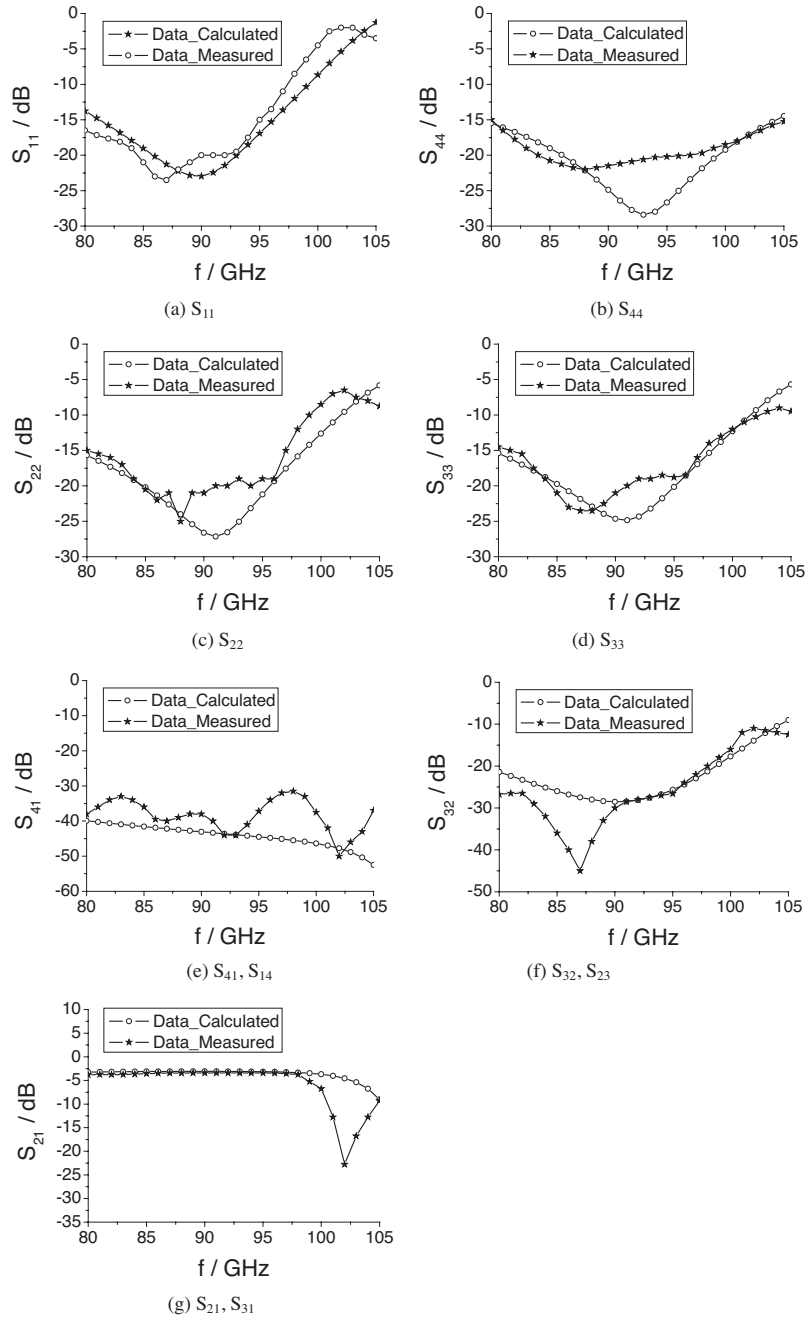 0
-5
-10
-15
-20
-25
-30
S11 / dB
Data_Calculated
Data_Measured
80 85 90 95 100 105
f / GHz
(a) S11
0
-5
-10
-15
-20
-25
-30
S44 / dB
Data_Calculated
Data_Measured
80 85 90 95 100 105
f / GHz
(b) S44
0
-5
-10
-15
-20
-25
-30
S22 / dB
Data_Calculated
Data_Measured
80 85 90 95 100 105
f / GHz
(c) S22
0
-5
-10
-15
-20
-25
-30
S33 / dB
Data_Calculated
Data_Measured
80 85 90 95 100 105
f / GHz
(d) S33
0
-10
-20
-30
-40
-50
-60
S41 / dB
Data_Calculated
Data_Measured
80 85 90 95 100 105
f / GHz
(e) S41, S14
0
-10
-20
-30
-40
-50
S32 / dB
Data_Calculated
Data_Measured
80 85 90 95 100 105
f / GHz
(f) S32, S23
10
5
0
-5
-10
-15
-20
-25
-30
-35
S21 / dB
Data_Calculated
Data_Measured
80 85 90 95 100 105
f / GHz
(g) S21, S31